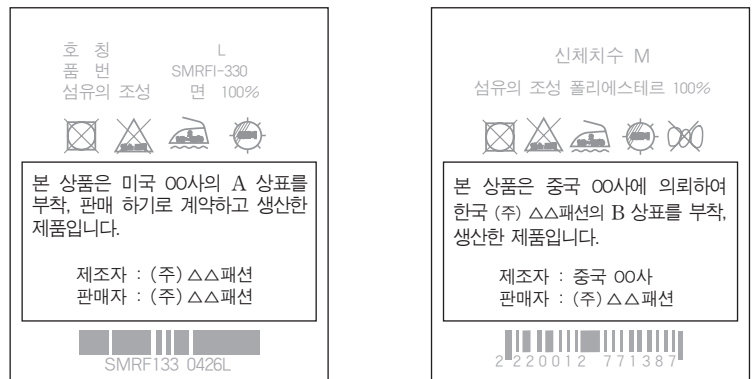 호 칭 L
품 번 SMRFI-330
섬유의 조성 면 100%
본 상품은 미국 OO사의 A 상표를
부착, 판매 하기로 계약하고 생산한
제품입니다.
제조자 : (주) △△패션
판매자 : (주) △△패션
SMRF133 0426L
신체치수 M
섬유의 조성 폴리에스테르 100%
본 상품은 중국 OO사에 의뢰하여
한국 (주) △△패션의 B 상표를 부착,
생산한 제품입니다.
제조자 : 중국 OO사
판매자 : (주) △△패션
2 220012 771387